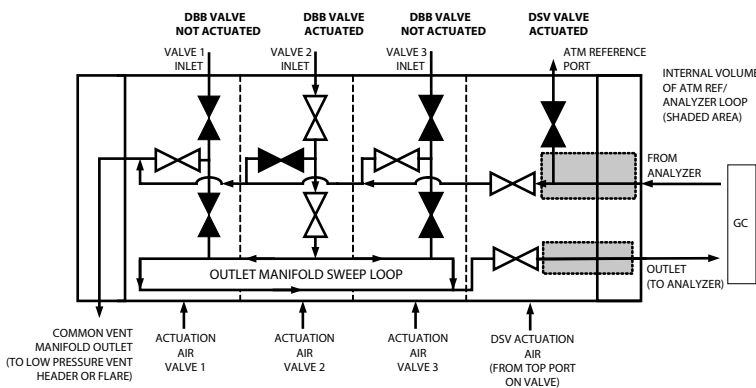 DBB VALVE
NOT ACTUATED
DBB VALVE
ACTUATED
DBB VALVE
NOT ACTUATED
DSV VALVE
ACTUATED
VALVE 1
INLET
VALVE 2
INLET
VALVE 3
INLET
ATM REFERENCE
PORT
INTERNAL VOLUME
OF ATM REF/
ANALYZER LOOP
(SHADED AREA)
FROM
ANALYZER
GC
OUTLET MANIFOLD SWEEP LOOP
OUTLET
(TO ANALYZER)
COMMON VENT
MANIFOLD OUTLET
(TO LOW PRESSURE VENT
HEADER OR FLARE)
ACTUATION
AIR
VALVE 1
ACTUATION
AIR
VALVE 2
ACTUATION
AIR
VALVE 3
DSV ACTUATION
AIR
(FROM TOP PORT
ON VALVE)